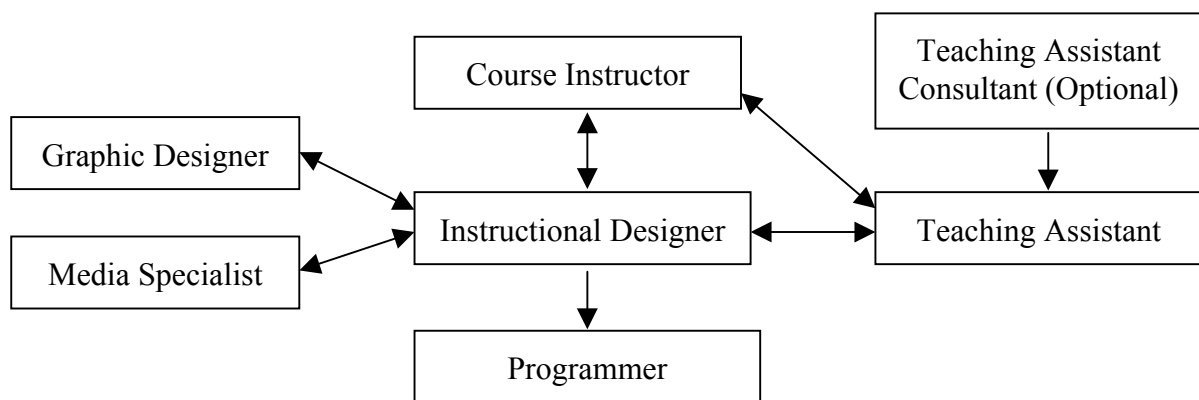 Course Instructor
Teaching Assistant
Consultant (Optional)
Graphic Designer
Instructional Designer
Teaching Assistant
Media Specialist
Programmer